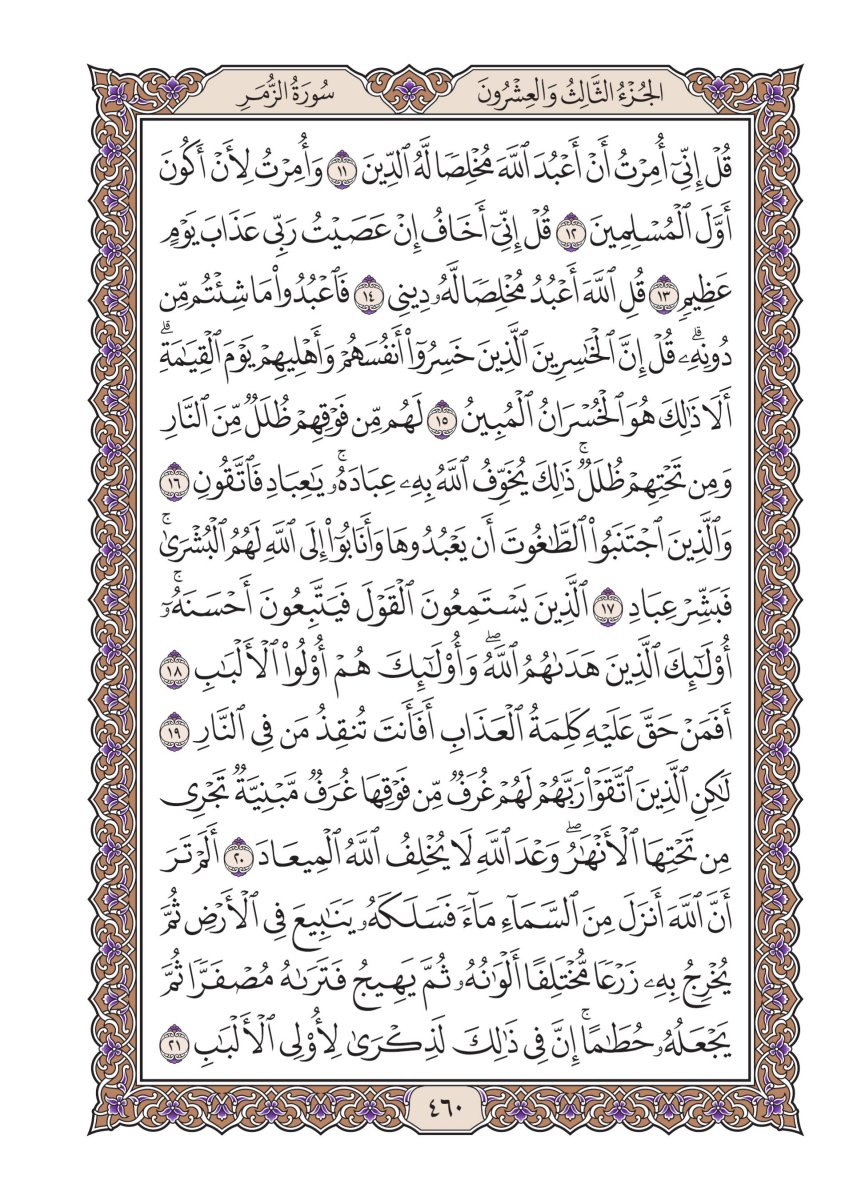 الجُزْءُ الثَّالِثُ وَالعِشْرُونَ
سُورَةُ الزُّمَرِ
قُلۡ إِنِّيٓ أُمِرۡتُ أَنۡ أَعۡبُدَ ٱللَّهَ مُخۡلِصٗا لَّهُ ٱلدِّينَ ١١ وَأُمِرۡتُ لِأَنۡ أَكُونَ
أَوَّلَ ٱلۡمُسۡلِمِينَ ١٢ قُلۡ إِنِّيٓ أَخَافُ إِنۡ عَصَيۡتُ رَبِّي عَذَابَ يَوۡمٍ
عَظِيمٖ ١٣ قُلِ ٱللَّهَ أَعۡبُدُ مُخۡلِصٗا لَّهُۥ دِينِي ١٤ فَٱعۡبُدُواْ مَا شِئۡتُم مِّن
دُونِهِۦۗ قُلۡ إِنَّ ٱلۡخَٰسِرِينَ ٱلَّذِينَ خَسِرُوٓاْ أَنفُسَهُمۡ وَأَهۡلِيهِمۡ يَوۡمَ ٱلۡقِيَٰمَةِۗ
أَلَا ذَٰلِكَ هُوَ ٱلۡخُسۡرَانُ ٱلۡمُبِينُ ١٥ لَهُم مِّن فَوۡقِهِمۡ ظُلَلٞ مِّنَ ٱلنَّارِ
وَمِن تَحۡتِهِمۡ ظُلَلٞۚ ذَٰلِكَ يُخَوِّفُ ٱللَّهُ بِهِۦ عِبَادَهُۥۚ يَٰعِبَادِ فَٱتَّقُونِ ١٦
وَٱلَّذِينَ ٱجۡتَنَبُواْ ٱلطَّٰغُوتَ أَن يَعۡبُدُوهَا وَأَنَابُوٓاْ إِلَى ٱللَّهِ لَهُمُ ٱلۡبُشۡرَىٰۚ
فَبَشِّرۡ عِبَادِ ١٧ ٱلَّذِينَ يَسۡتَمِعُونَ ٱلۡقَوۡلَ فَيَتَّبِعُونَ أَحۡسَنَهُۥٓۚ
أُوْلَٰٓئِكَ ٱلَّذِينَ هَدَىٰهُمُ ٱللَّهُۖ وَأُوْلَٰٓئِكَ هُمۡ أُوْلُواْ ٱلۡأَلۡبَٰبِ ١٨
أَفَمَنۡ حَقَّ عَلَيۡهِ كَلِمَةُ ٱلۡعَذَابِ أَفَأَنتَ تُنقِذُ مَن فِي ٱلنَّارِ ١٩
لَٰكِنِ ٱلَّذِينَ ٱتَّقَوۡاْ رَبَّهُمۡ لَهُمۡ غُرَفٞ مِّن فَوۡقِهَا غُرَفٞ مَّبۡنِيَّةٞ تَجۡرِي
مِن تَحۡتِهَا ٱلۡأَنۡهَٰرُۖ وَعۡدَ ٱللَّهِ لَا يُخۡلِفُ ٱللَّهُ ٱلۡمِيعَادَ ٢٠ أَلَمۡ تَرَ
أَنَّ ٱللَّهَ أَنزَلَ مِنَ ٱلسَّمَآءِ مَآءٗ فَسَلَكَهُۥ يَنَٰبِيعَ فِي ٱلۡأَرۡضِ ثُمَّ
يُخۡرِجُ بِهِۦ زَرۡعٗا مُّخۡتَلِفًا أَلۡوَٰنُهُۥ ثُمَّ يَهِيجُ فَتَرَىٰهُ مُصۡفَرّٗا ثُمَّ
يَجۡعَلُهُۥ حُطَٰمًاۚ إِنَّ فِي ذَٰلِكَ لَذِكۡرَىٰ لِأُوْلِي ٱلۡأَلۡبَٰبِ ٢١
٤٦٠